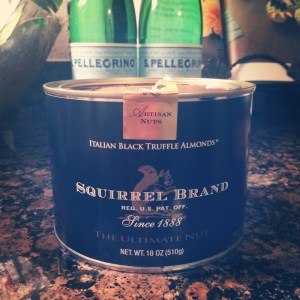 S.PELLEGRINO
S.PELLEGRINO
ARTISAN
NUTS
ITALIAN BLACK TRUFFLE ALMONDS™
SQUIRREL BRAND
REG. U.S. PAT. OFF.
Since 1888
THE ULTIMATE NUT
NET. WT. 18 OZ (510g)